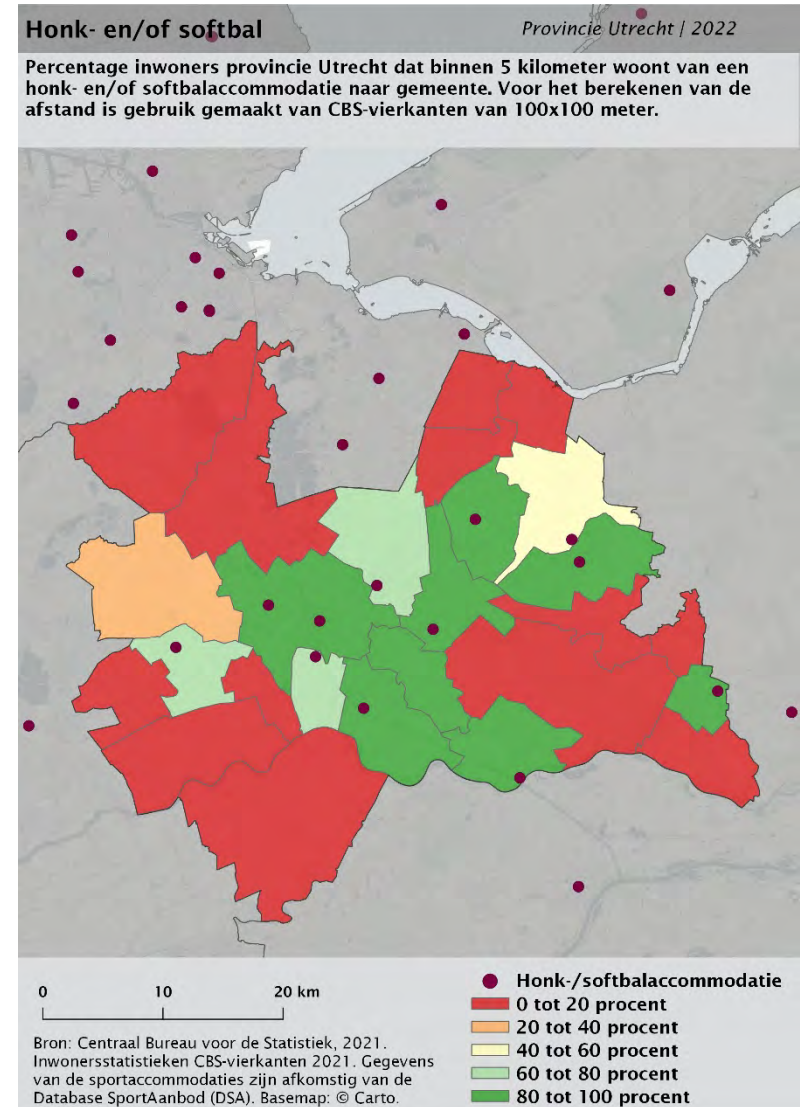 Honk- en/of softbal
Provincie Utrecht | 2022
Percentage inwoners provincie Utrecht dat binnen 5 kilometer woont van een
honk- en/of softbalaccommodatie naar gemeente. Voor het berekenen van de
afstand is gebruik gemaakt van CBS-vierkanten van 100x100 meter.
0 10 20 km
Honk-/softbalaccommodatie
0 tot 20 procent
20 tot 40 procent
40 tot 60 procent
60 tot 80 procent
80 tot 100 procent
Bron: Centraal Bureau voor de Statistiek, 2021.
Inwonersstatistieken CBS-vierkanten 2021. Gegevens
van de sportaccommodaties zijn afkomstig van de
Database SportAanbod (DSA). Basemap: © Carto.